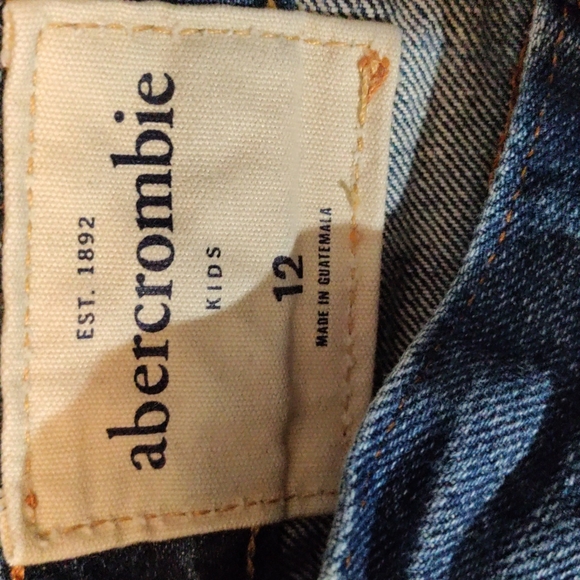 EST. 1892
abercrombie
KIDS
12
MADE IN GUATEMALA